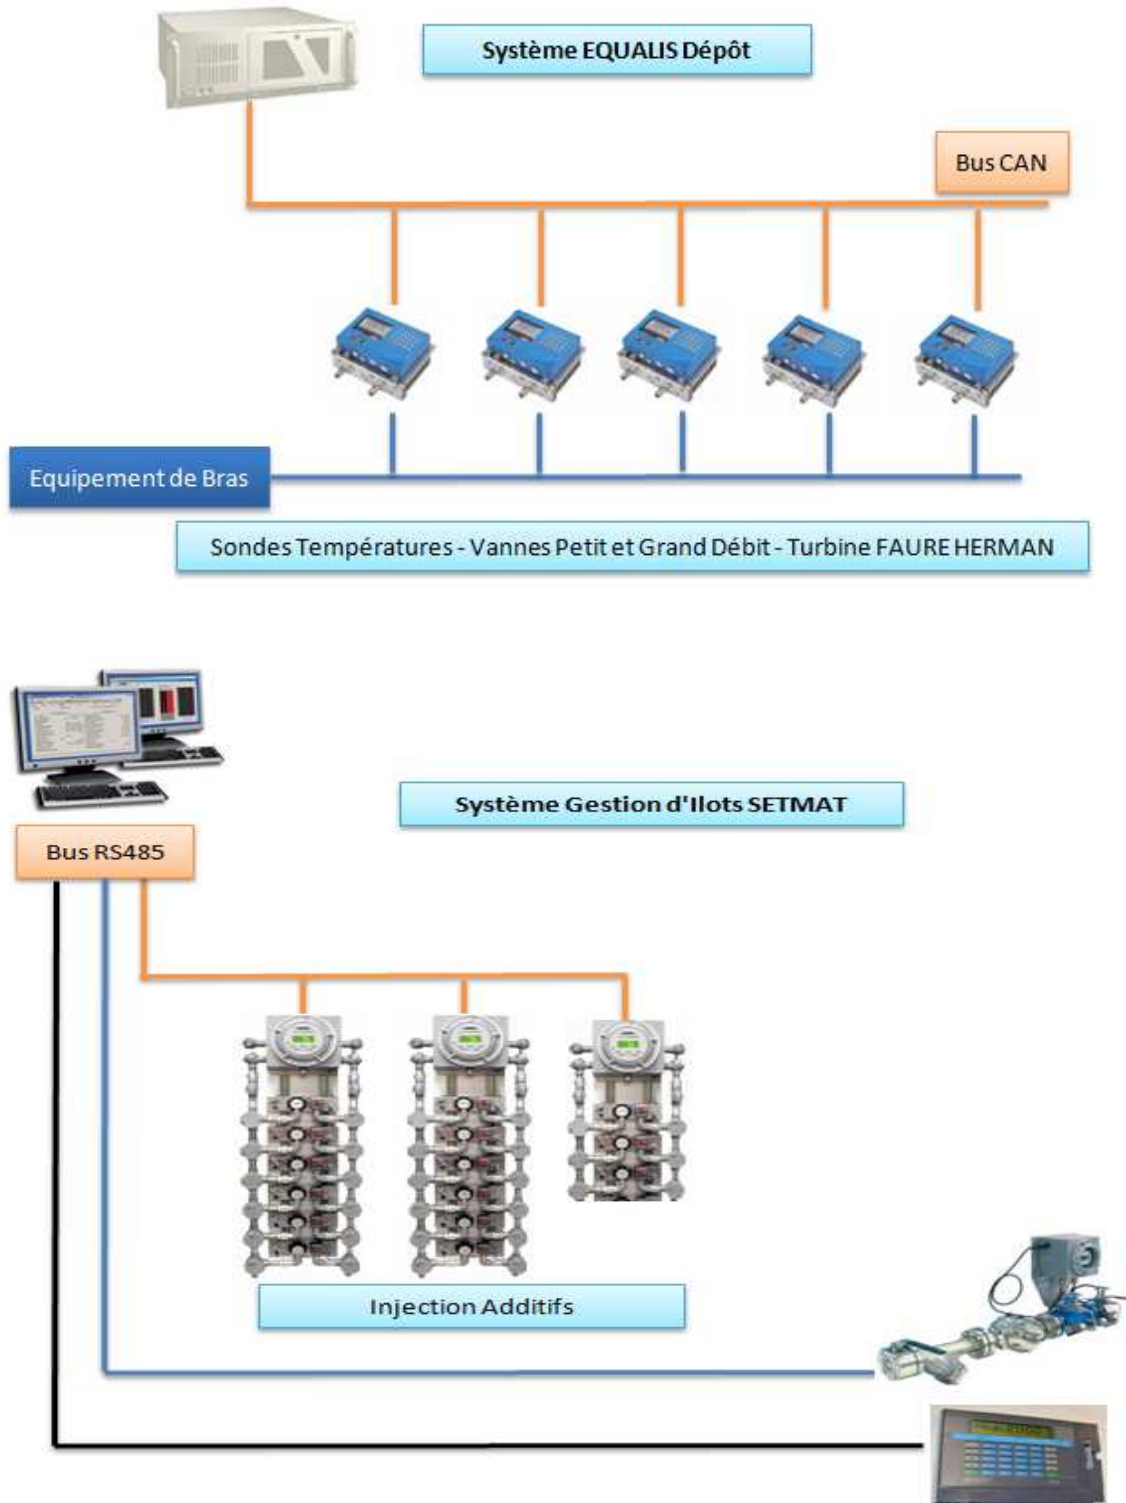 Système EQUALIS Dépôt
Bus CAN
Equipement de Bras
Sondes Températures - Vannes Petit et Grand Débit - Turbine FAURE HERMAN
Système Gestion d'Ilots SETMAT
Bus RS485
Injection Additifs